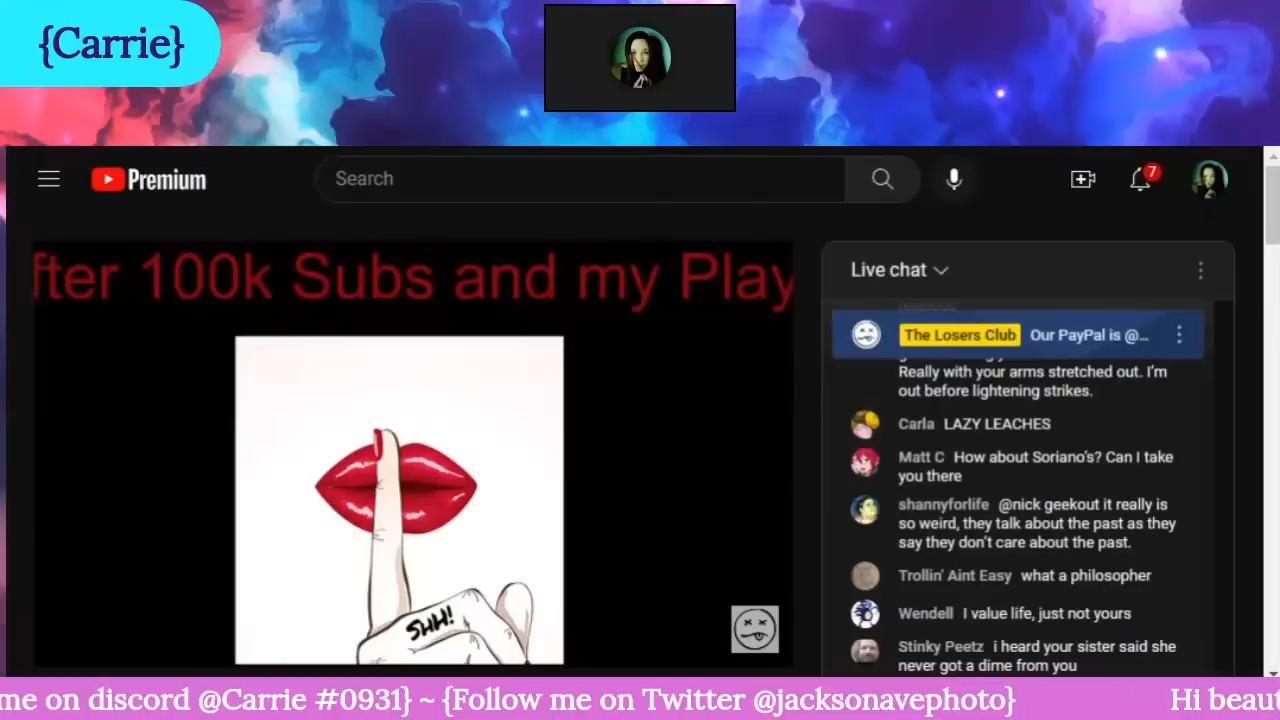 {Carrie}
Premium
Search
7
fter 100k Subs and my Play
SHH!
Live chat
The Losers Club Our PayPal is @...
Really with your arms stretched out. I'm
out before lightening strikes.
Carla LAZY LEACHES
Matt C How about Soriano's? Can I take
you there
shannyforlife @nick geekout it really is
so weird, they talk about the past as they
say they don't care about the past.
Trollin' Aint Easy what a philosopher
Wendell I value life, just not yours
Stinky Peetz i heard your sister said she
never got a dime from you
me on discord @Carrie #0931} ~ {Follow me on Twitter @jacksonavephoto} Hi beaut